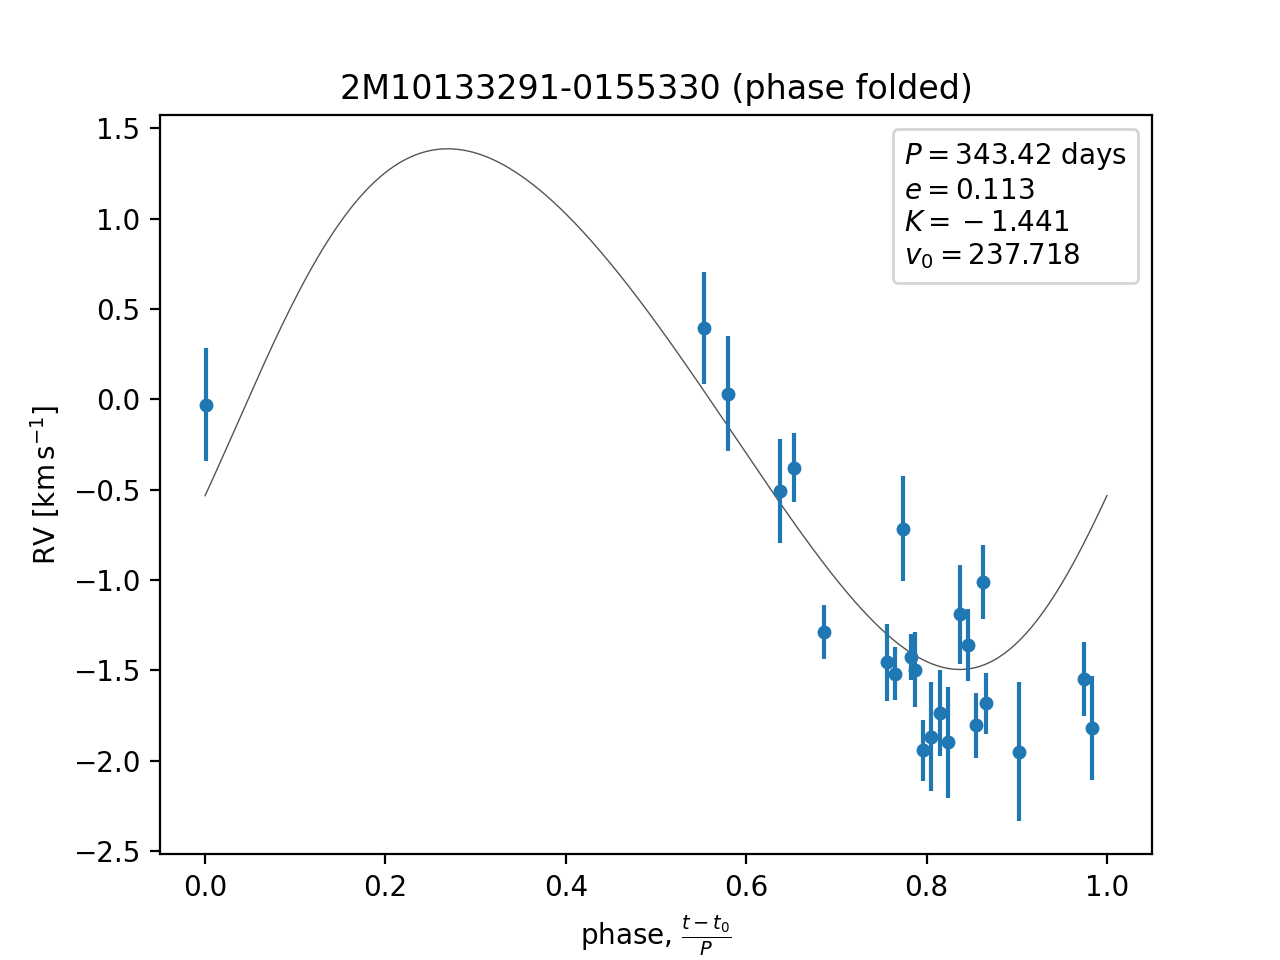 2M10133291-0155330 (phase folded)
P = 343.42 days
e = 0.113
K = −1.441
v₀ = 237.718
RV [km s⁻¹]
1.5
1.0
0.5
0.0
−0.5
−1.0
−1.5
−2.0
−2.5
0.0 0.2 0.4 0.6 0.8 1.0
phase, (t − t₀)/P